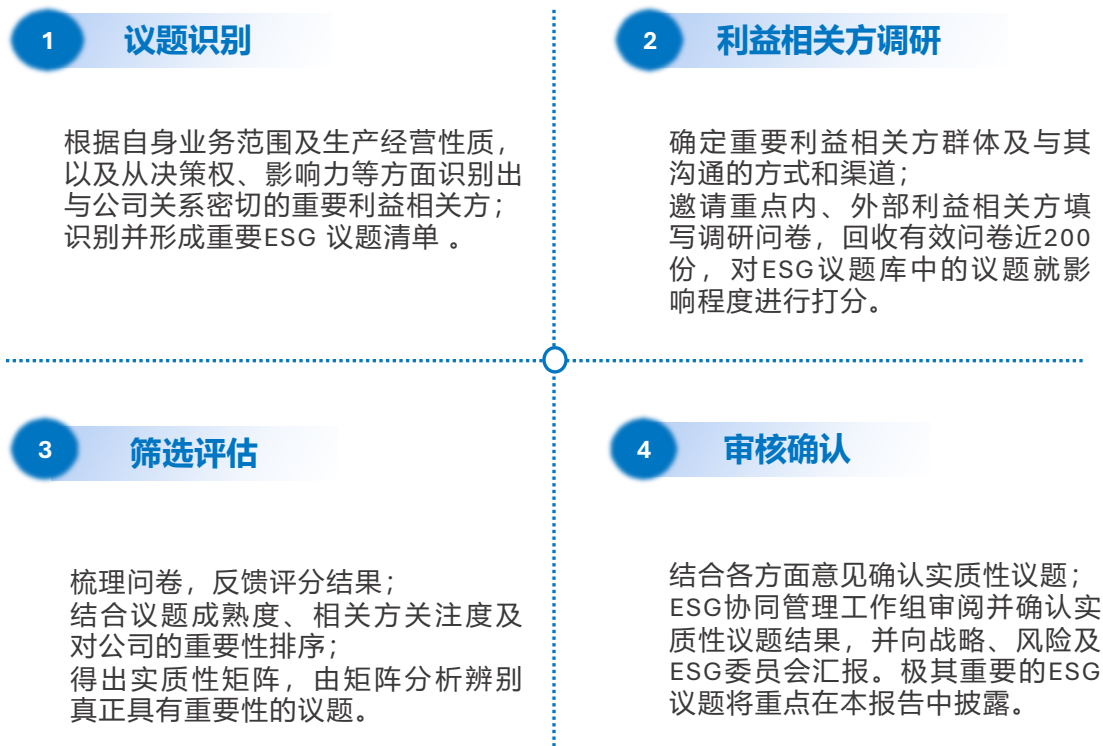 1
议题识别
根据自身业务范围及生产经营性质，
以及从决策权、影响力等方面识别出
与公司关系密切的重要利益相关方；
识别并形成重要ESG 议题清单 。
2
利益相关方调研
确定重要利益相关方群体及与其
沟通的方式和渠道；
邀请重点内、外部利益相关方填
写调研问卷，回收有效问卷近200
份，对ESG议题库中的议题就影
响程度进行打分。
3
筛选评估
梳理问卷，反馈评分结果；
结合议题成熟度、相关方关注度及
对公司的重要性排序；
得出实质性矩阵，由矩阵分析辨别
真正具有重要性的议题。
4
审核确认
结合各方面意见确认实质性议题；
ESG协同管理工作组审阅并确认实
质性议题结果，并向战略、风险及
ESG委员会汇报。极其重要的ESG
议题将重点在本报告中披露。